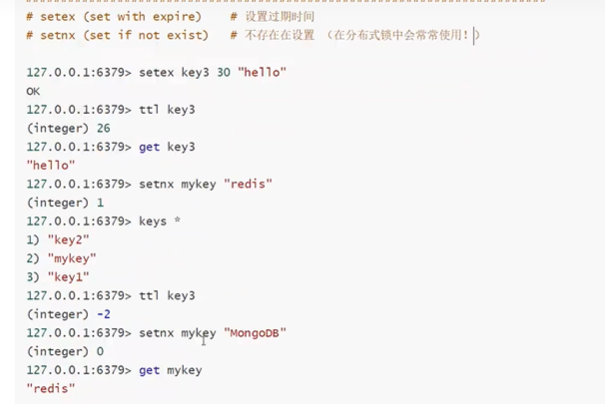 # setex (set with expire) # 设置过期时间
# setnx (set if not exist) # 不存在在设置 （在分布式锁中会常常使用！）
127.0.0.1:6379> setex key3 30 "hello"
OK
127.0.0.1:6379> ttl key3
(integer) 26
127.0.0.1:6379> get key3
"hello"
127.0.0.1:6379> setnx mykey "redis"
(integer) 1
127.0.0.1:6379> keys *
1) "key2"
2) "mykey"
3) "key1"
127.0.0.1:6379> ttl key3
(integer) -2
127.0.0.1:6379> setnx mykey "MongoDB"
(integer) 0
127.0.0.1:6379> get mykey
"redis"